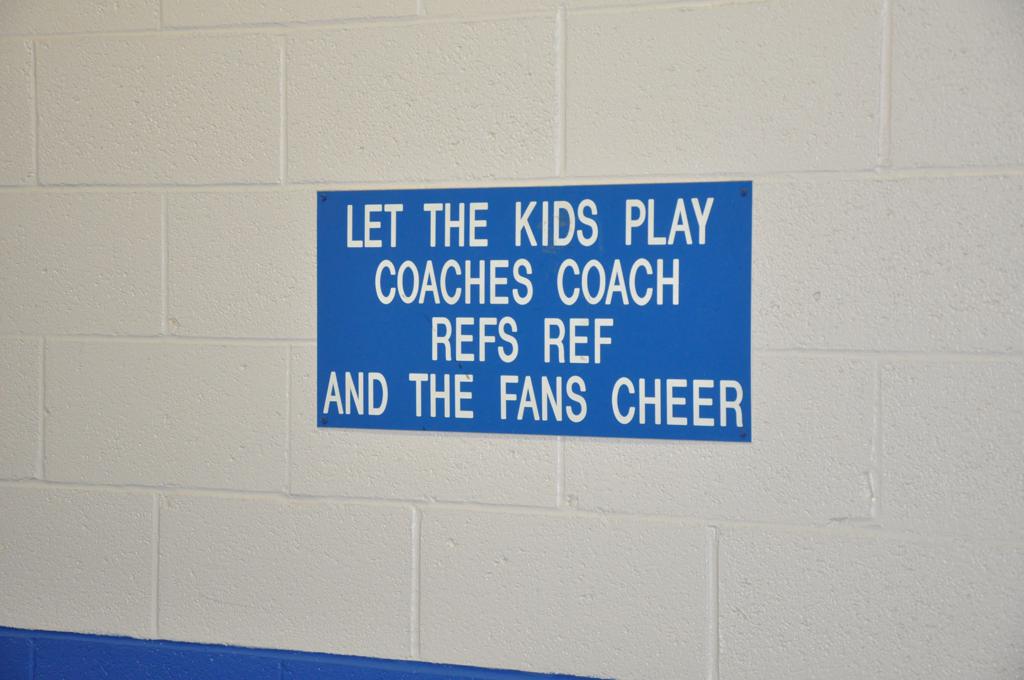 LET THE KIDS PLAY
COACHES COACH
REFS REF
AND THE FANS CHEER